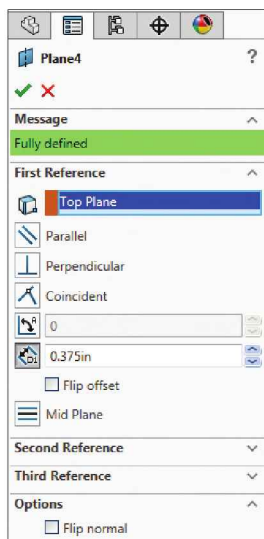 Plane4
?
Message
Fully defined
First Reference
Top Plane
Parallel
Perpendicular
Coincident
0
D1
0.375in
Flip offset
Mid Plane
Second Reference
Third Reference
Options
Flip normal